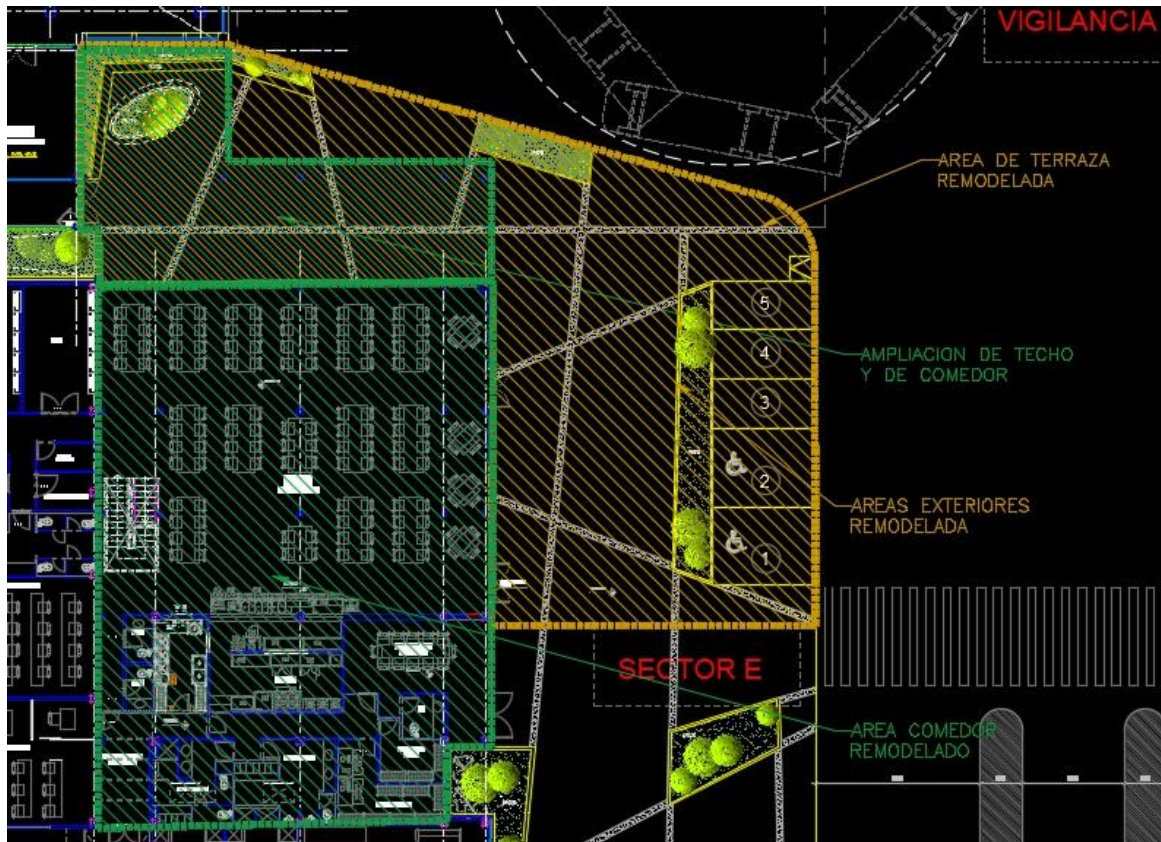 VIGILANCIA
AREA DE TERRAZA
REMODELADA
5
4
AMPLIACION DE TECHO
Y DE COMEDOR
3
2
AREAS EXTERIORES
REMODELADA
1
SECTOR E
AREA COMEDOR
REMODELADO